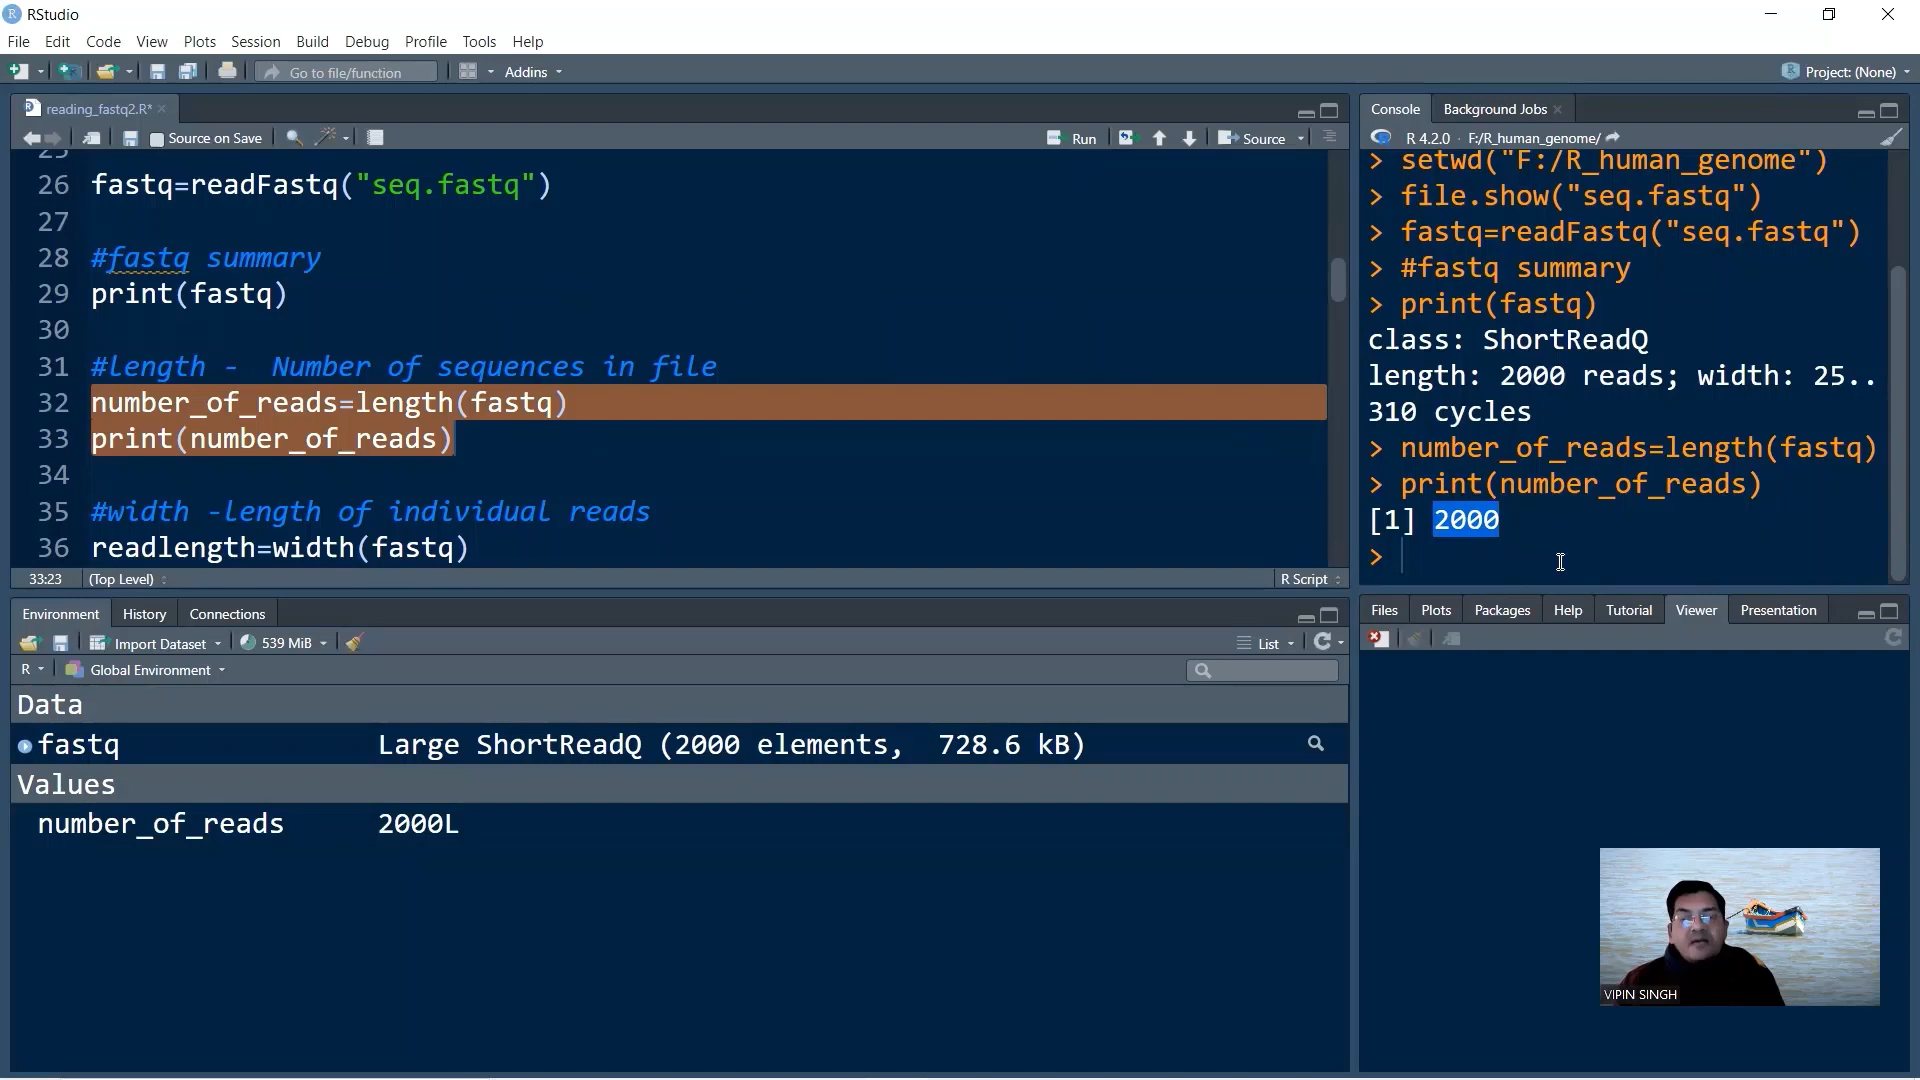 RStudio
File Edit Code View Plots Session Build Debug Profile Tools Help
Go to file/function Addins Project: (None)
reading_fastq2.R*
Source on Save Run Source
26 fastq=readFastq("seq.fastq")
27
28 #fastq summary
29 print(fastq)
30
31 #length -  Number of sequences in file
32 number_of_reads=length(fastq)
33 print(number_of_reads)
34
35 #width -length of individual reads
36 readlength=width(fastq)
33:23 (Top Level) R Script
Console Background Jobs
R 4.2.0 · F:/R_human_genome/
> setwd("F:/R_human_genome")
> file.show("seq.fastq")
> fastq=readFastq("seq.fastq")
> #fastq summary
> print(fastq)
class: ShortReadQ
length: 2000 reads; width: 25..
310 cycles
> number_of_reads=length(fastq)
> print(number_of_reads)
[1] 2000
>
Environment History Connections
Import Dataset 539 MiB List
R Global Environment
Data
fastq Large ShortReadQ (2000 elements,  728.6 kB)
Values
number_of_reads 2000L
Files Plots Packages Help Tutorial Viewer Presentation
VIPIN SINGH